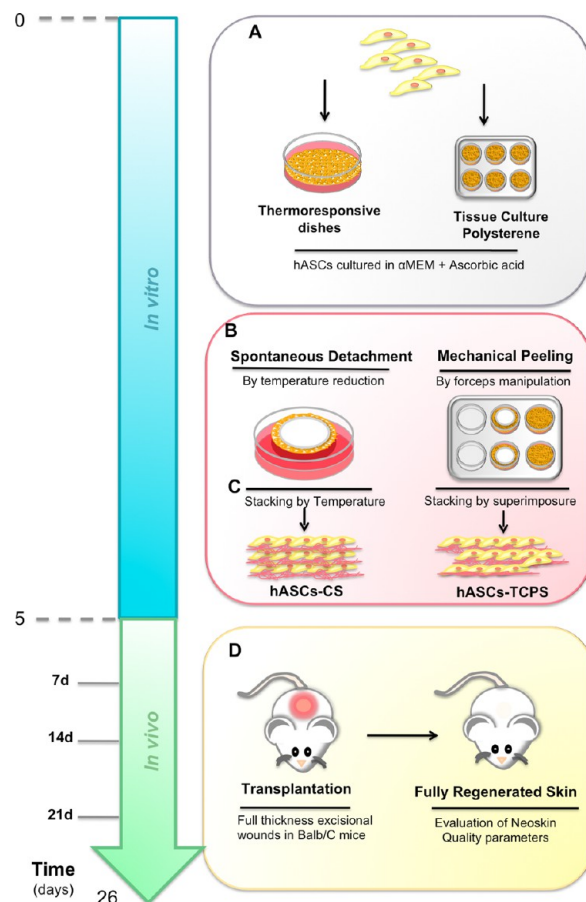 0
A
Thermoresponsive
dishes
Tissue Culture
Polysterene
hASCs cultured in αMEM + Ascorbic acid
In vitro
B
Spontaneous Detachment
By temperature reduction
Mechanical Peeling
By forceps manipulation
C
Stacking by Temperature
Stacking by superimposure
hASCs-CS
hASCs-TCPS
5
D
7d
14d
21d
In vivo
Transplantation
Full thickness excisional
wounds in Balb/C mice
Fully Regenerated Skin
Evaluation of Neoskin
Quality parameters
Time
(days)
26